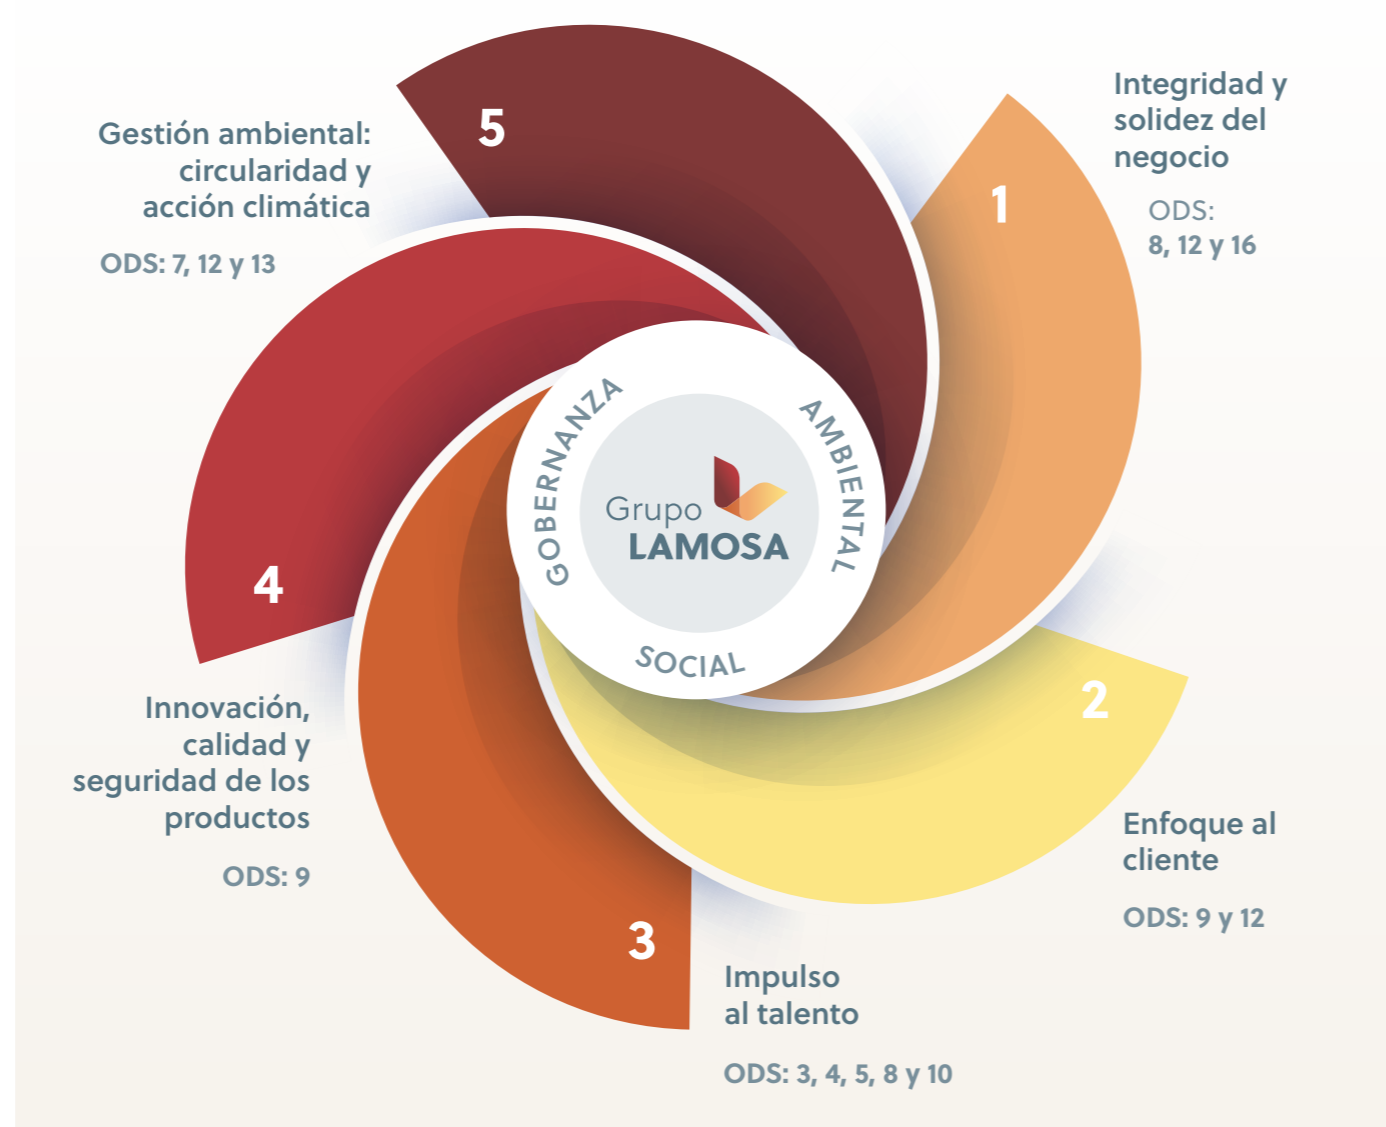 5
Gestión ambiental:
circularidad y
acción climática
ODS: 7, 12 y 13
1
Integridad y
solidez del
negocio
ODS:
8, 12 y 16
GOBERNANZA
AMBIENTAL
SOCIAL
Grupo
LAMOSA
4
Innovación,
calidad y
seguridad de los
productos
ODS: 9
2
Enfoque al
cliente
ODS: 9 y 12
3
Impulso
al talento
ODS: 3, 4, 5, 8 y 10